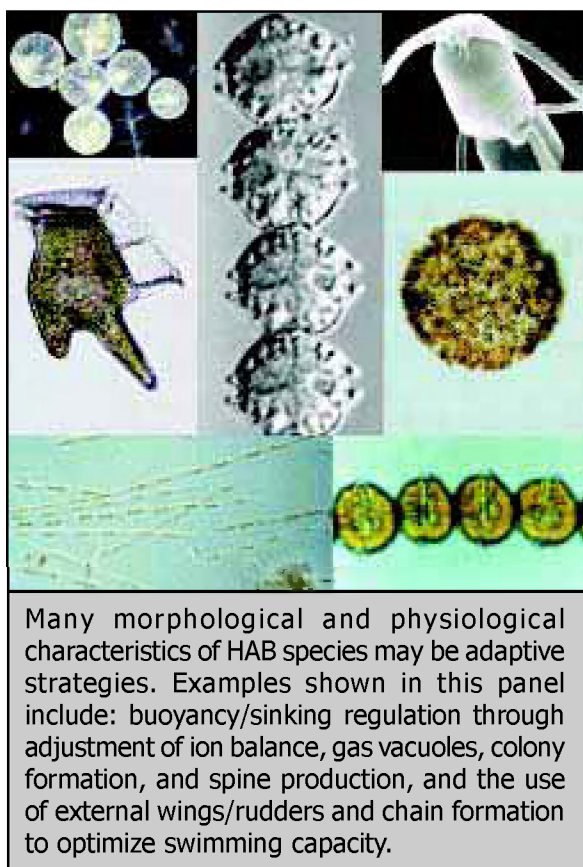 Many morphological and physiological
characteristics of HAB species may be adaptive
strategies. Examples shown in this panel
include: buoyancy/sinking regulation through
adjustment of ion balance, gas vacuoles, colony
formation, and spine production, and the use
of external wings/rudders and chain formation
to optimize swimming capacity.